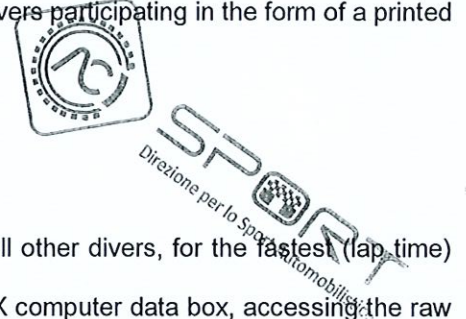 vers participating in the form of a printed
SPORT
Direzione per lo Sport Automobilistico
ll other divers, for the fastest (lap time)
X computer data box, accessing the raw